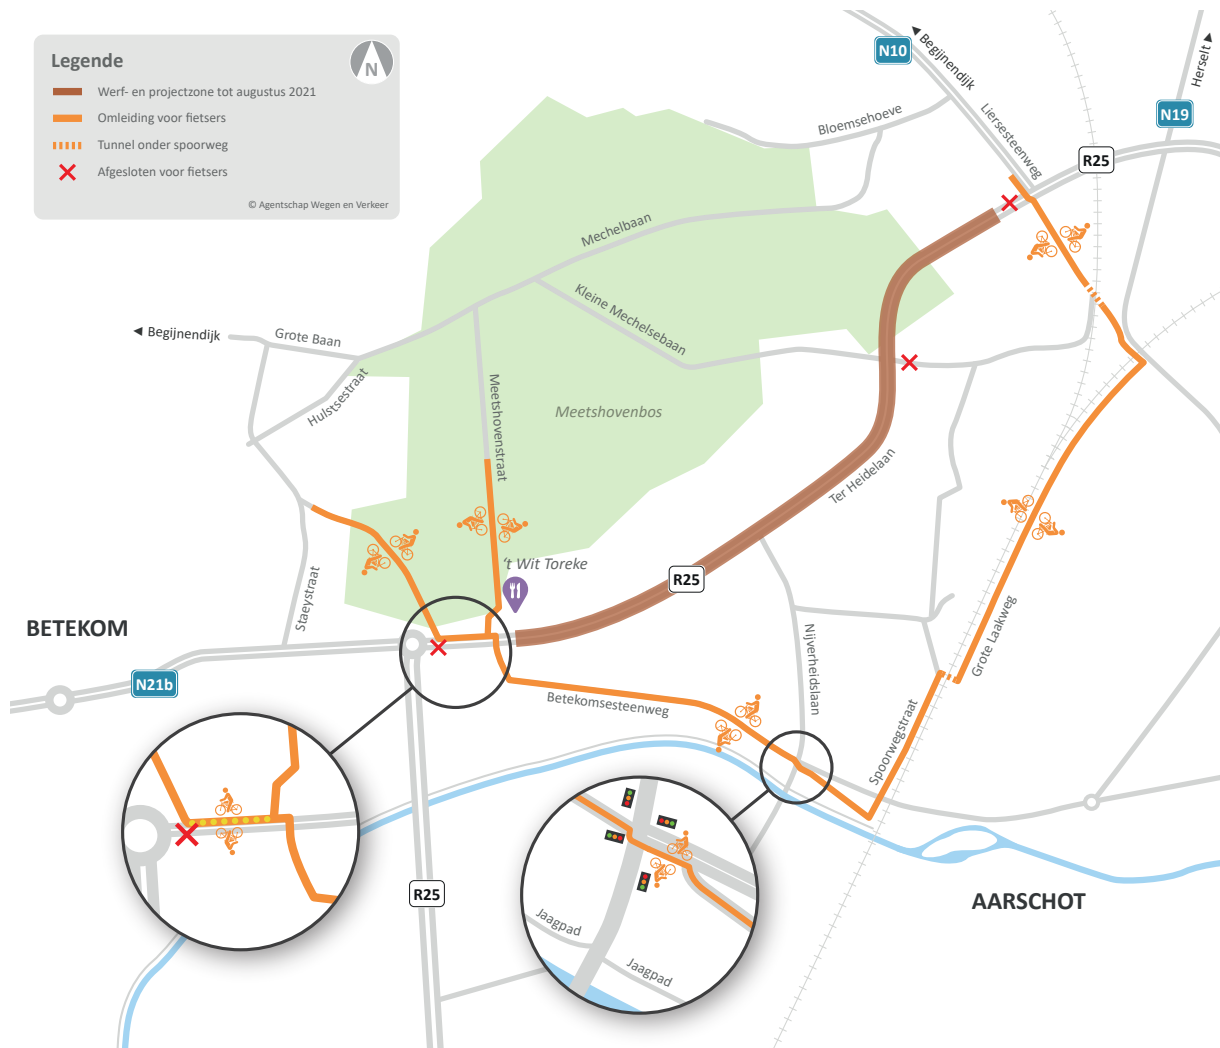 Legende
N
Werf- en projectzone tot augustus 2021
Omleiding voor fietsers
Tunnel onder spoorweg
Afgesloten voor fietsers
© Agentschap Wegen en Verkeer
N10
Begijnendijk
Herselt
N19
Liersesteenweg
Bloemsehoeve
R25
Mechelbaan
Kleine Mechelsebaan
Begijnendijk
Grote Baan
Hulstsestraat
Meetshovenstraat
Meetshovenbos
Ter Heidelaan
't Wit Toreke
R25
Staeystraat
BETEKOM
N21b
Betekomsesteenweg
Nijverheidslaan
Grote Laakweg
Spoorwegstraat
R25
Jaagpad
Jaagpad
AARSCHOT